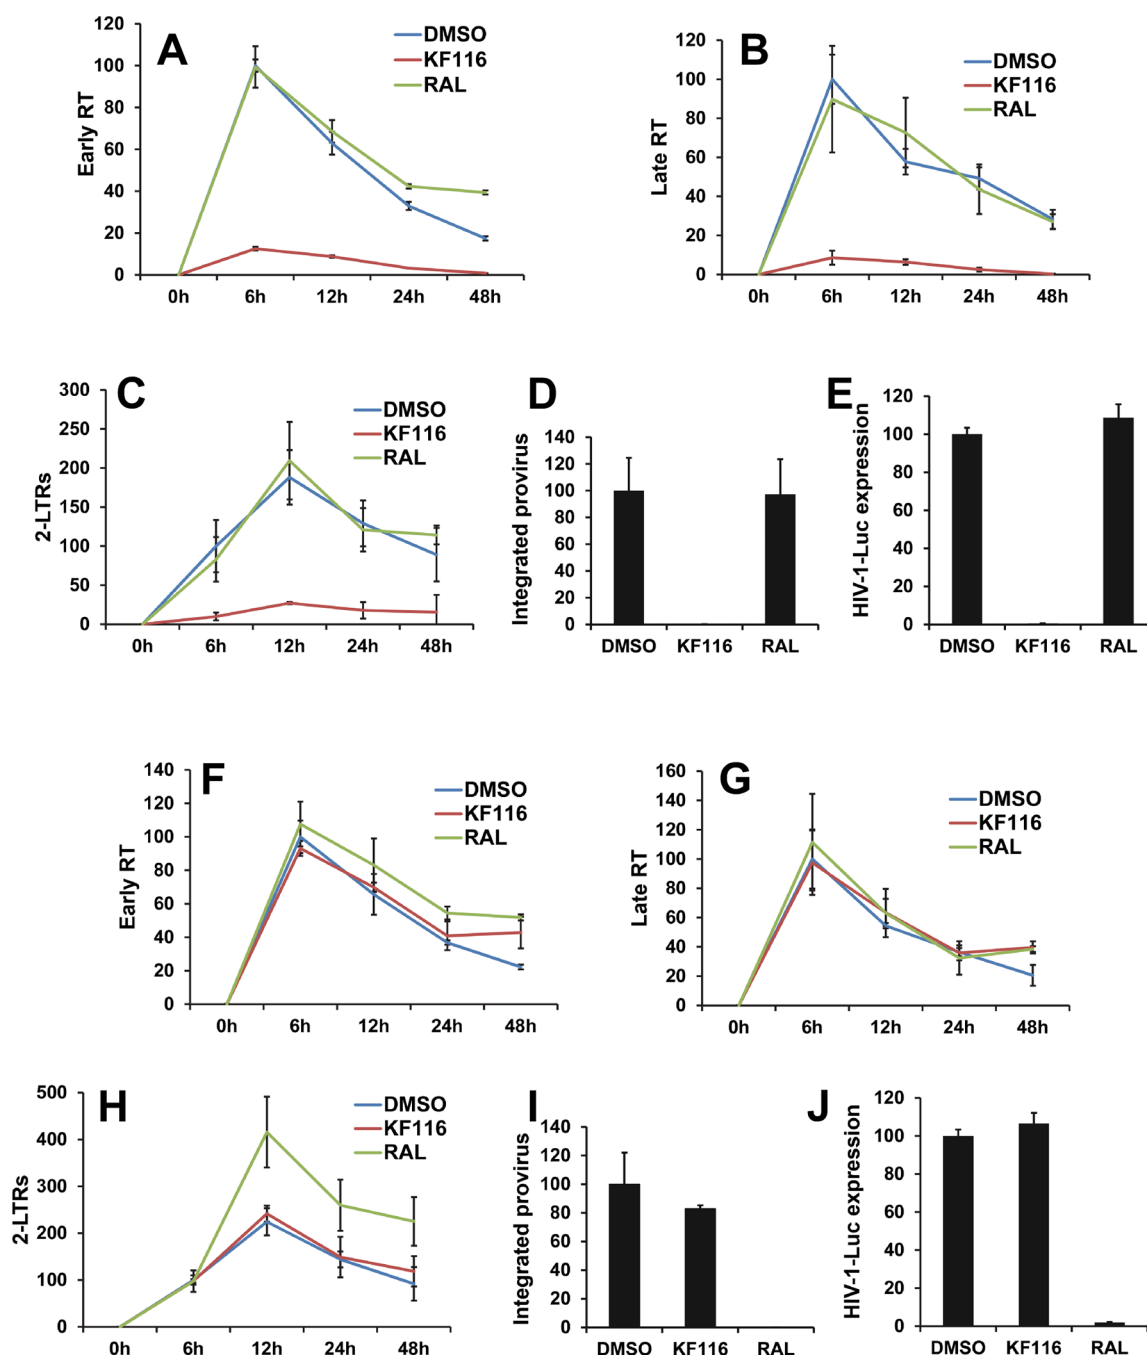 A
Early RT
120
100
80
60
40
20
0
0h 6h 12h 24h 48h
DMSO
KF116
RAL
B
Late RT
120
100
80
60
40
20
0
0h 6h 12h 24h 48h
DMSO
KF116
RAL
C
2-LTRs
300
250
200
150
100
50
0
0h 6h 12h 24h 48h
DMSO
KF116
RAL
D
Integrated provirus
140
120
100
80
60
40
20
0
DMSO KF116 RAL
E
HIV-1-Luc expression
120
100
80
60
40
20
0
DMSO KF116 RAL
F
Early RT
140
120
100
80
60
40
20
0
0h 6h 12h 24h 48h
DMSO
KF116
RAL
G
Late RT
160
140
120
100
80
60
40
20
0
0h 6h 12h 24h 48h
DMSO
KF116
RAL
H
2-LTRs
500
400
300
200
100
0
0h 6h 12h 24h 48h
DMSO
KF116
RAL
I
Integrated provirus
140
120
100
80
60
40
20
0
DMSO KF116 RAL
J
HIV-1-Luc expression
120
100
80
60
40
20
0
DMSO KF116 RAL